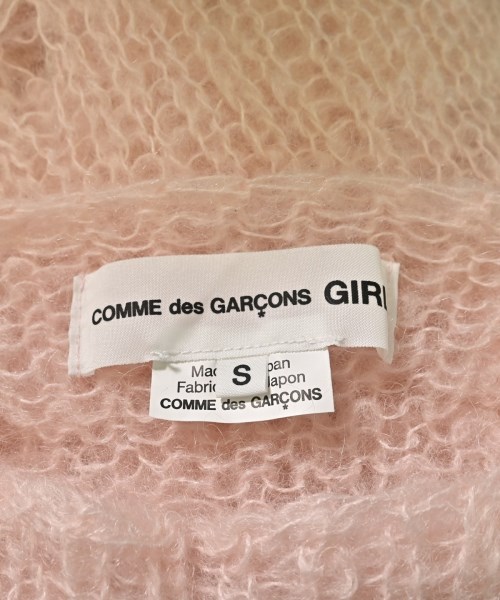 COMME des GARÇONS GIRL
S
Made in Japan
Fabriqué au Japon
COMME des GARÇONS